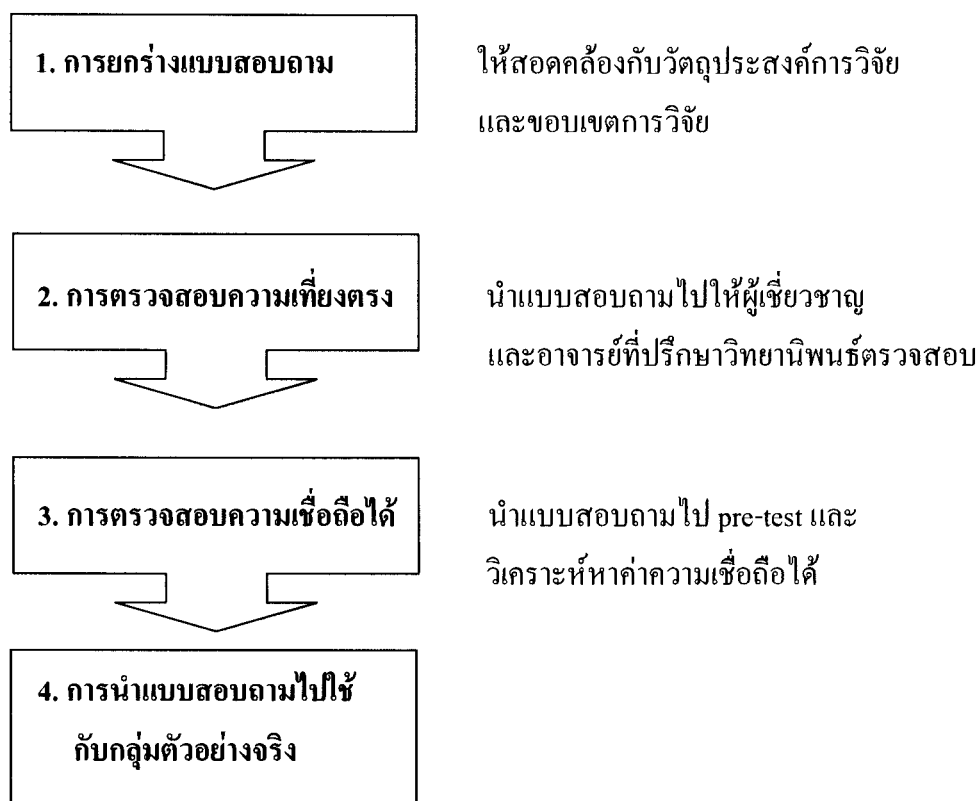 1. การยกร่างแบบสอบถาม
ให้สอดคล้องกับวัตถุประสงค์การวิจัย
และขอบเขตการวิจัย
2. การตรวจสอบความเที่ยงตรง
นำแบบสอบถามไปให้ผู้เชี่ยวชาญ
และอาจารย์ที่ปรึกษาวิทยานิพนธ์ตรวจสอบ
3. การตรวจสอบความเชื่อถือได้
นำแบบสอบถามไป pre-test และ
วิเคราะห์หาค่าความเชื่อถือได้
4. การนำแบบสอบถามไปใช้
กับกลุ่มตัวอย่างจริง